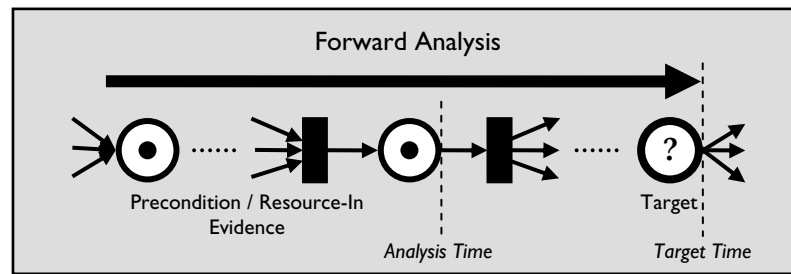 Forward Analysis
?
Precondition / Resource-In
Evidence
Target
Analysis Time
Target Time